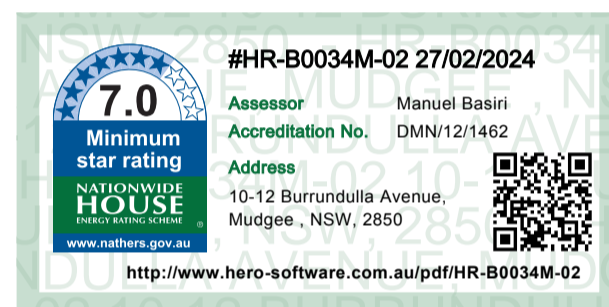 #HR-B0034M-02 27/02/2024
7.0
Minimum
star rating
NATIONWIDE
HOUSE
ENERGY RATING SCHEME
®
www.nathers.gov.au
Assessor Manuel Basiri
Accreditation No. DMN/12/1462
Address
10-12 Burrundulla Avenue,
Mudgee , NSW, 2850
http://www.hero-software.com.au/pdf/HR-B0034M-02